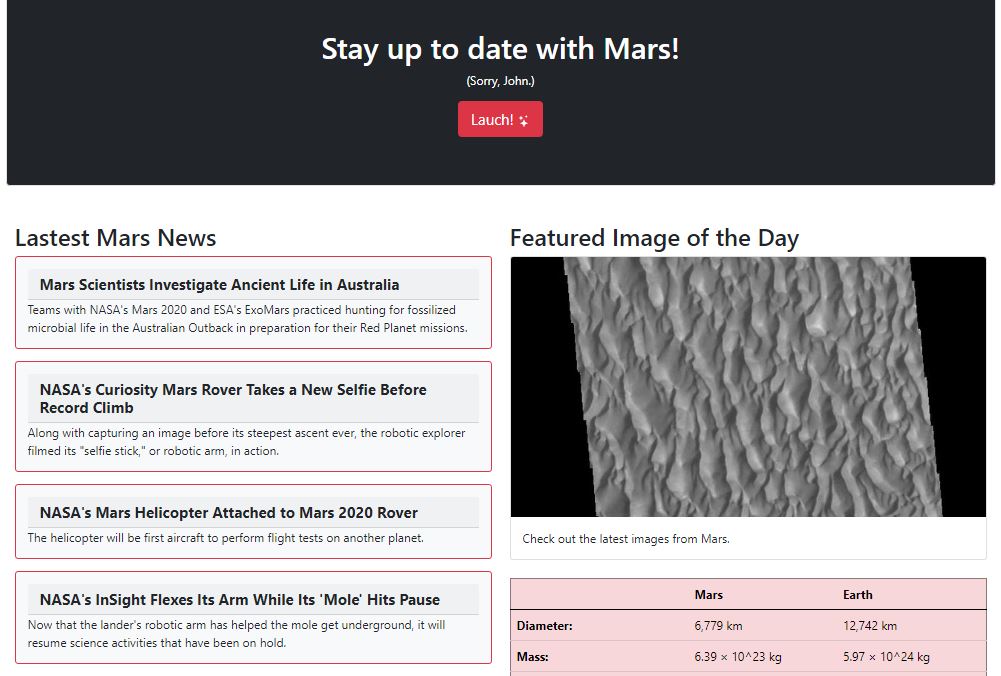 Stay up to date with Mars!
(Sorry, John.)
Lauch!
Lastest Mars News
Mars Scientists Investigate Ancient Life in Australia
Teams with NASA's Mars 2020 and ESA's ExoMars practiced hunting for fossilized
microbial life in the Australian Outback in preparation for their Red Planet missions.
NASA's Curiosity Mars Rover Takes a New Selfie Before
Record Climb
Along with capturing an image before its steepest ascent ever, the robotic explorer
filmed its "selfie stick," or robotic arm, in action.
NASA's Mars Helicopter Attached to Mars 2020 Rover
The helicopter will be first aircraft to perform flight tests on another planet.
NASA's InSight Flexes Its Arm While Its 'Mole' Hits Pause
Now that the lander's robotic arm has helped the mole get underground, it will
resume science activities that have been on hold.
Featured Image of the Day
Check out the latest images from Mars.
Mars Earth
Diameter: 6,779 km 12,742 km
Mass: 6.39 × 10^23 kg 5.97 × 10^24 kg